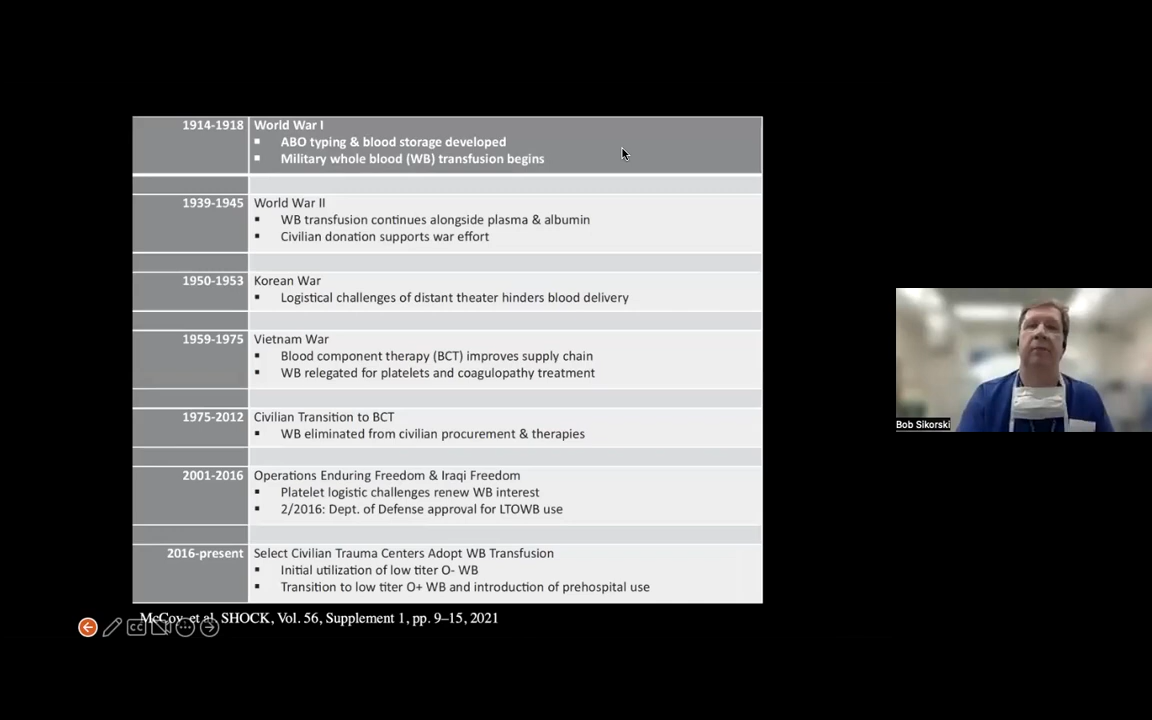 1914-1918 World War I
▪ ABO typing & blood storage developed
▪ Military whole blood (WB) transfusion begins
1939-1945 World War II
▪ WB transfusion continues alongside plasma & albumin
▪ Civilian donation supports war effort
1950-1953 Korean War
▪ Logistical challenges of distant theater hinders blood delivery
1959-1975 Vietnam War
▪ Blood component therapy (BCT) improves supply chain
▪ WB relegated for platelets and coagulopathy treatment
1975-2012 Civilian Transition to BCT
▪ WB eliminated from civilian procurement & therapies
2001-2016 Operations Enduring Freedom & Iraqi Freedom
▪ Platelet logistic challenges renew WB interest
▪ 2/2016: Dept. of Defense approval for LTOWB use
2016-present Select Civilian Trauma Centers Adopt WB Transfusion
▪ Initial utilization of low titer O- WB
▪ Transition to low titer O+ WB and introduction of prehospital use
McCoy et al. SHOCK, Vol. 56, Supplement 1, pp. 9–15, 2021
CC
Bob Sikorski